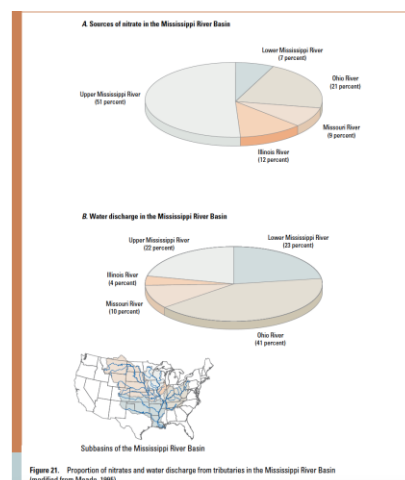 A. Sources of nitrate in the Mississippi River Basin
Lower Mississippi River
(7 percent)
Ohio River
(21 percent)
Upper Mississippi River
(51 percent)
Missouri River
(9 percent)
Illinois River
(12 percent)
B. Water discharge in the Mississippi River Basin
Upper Mississippi River
(22 percent)
Lower Mississippi River
(23 percent)
Illinois River
(4 percent)
Missouri River
(10 percent)
Ohio River
(41 percent)
Subbasins of the Mississippi River Basin
Figure 21. Proportion of nitrates and water discharge from tributaries in the Mississippi River Basin
(modified from Meade, 1995)